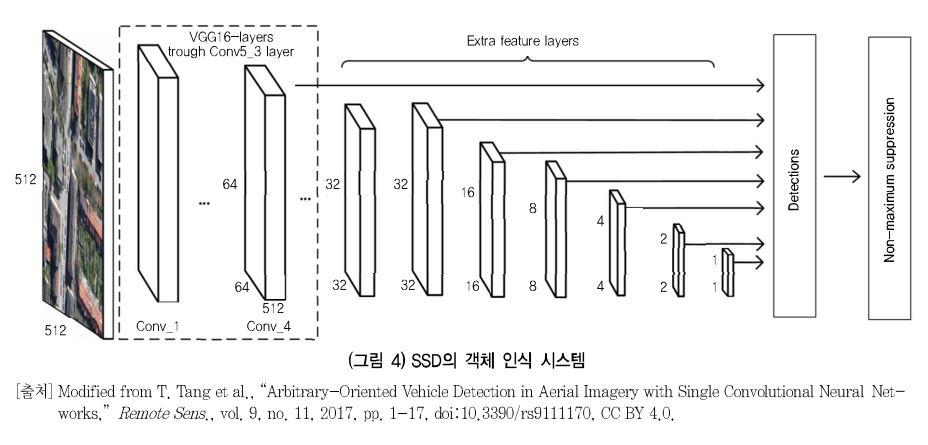 VGG16-layers
trough Conv5_3 layer
Extra feature layers
512
512
Conv_1
...
64
64
512
Conv_4
...
32
32
32
32
16
16
8
8
4
4
2
2
1
1
Detections
Non-maximum suppression
(그림 4) SSD의 객체 인식 시스템
[출처] Modified from T. Tang et al., “Arbitrary-Oriented Vehicle Detection in Aerial Imagery with Single Convolutional Neural Net-
works,” Remote Sens., vol. 9, no. 11, 2017, pp. 1-17, doi:10.3390/rs9111170, CC BY 4.0.